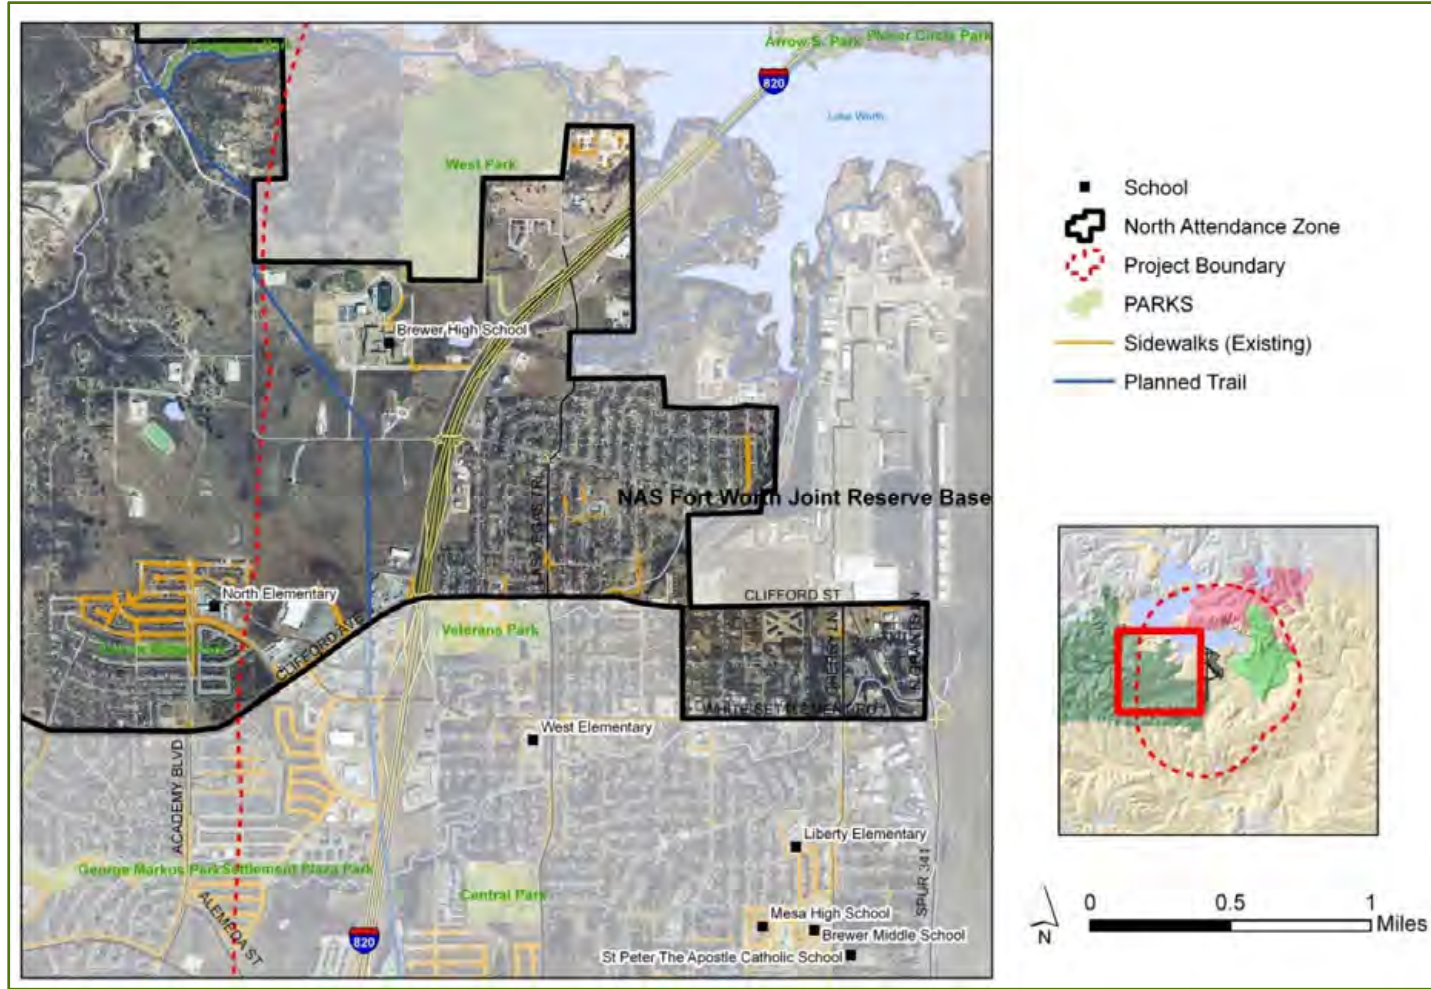 Arrow S. Park
Plover Circle Park
820
Lake Worth
West Park
Brewer High School
NAS Fort Worth Joint Reserve Base
LAS VEGAS TRL
North Elementary
CLIFFORD AVE
CLIFFORD ST
Veterans Park
WHITE SETTLEMENT RD
West Elementary
ACADEMY BLVD
Liberty Elementary
George Markos Park
Settlement Plaza Park
Central Park
ALEMEDA ST
SPUR 341
Mesa High School
Brewer Middle School
St Peter The Apostle Catholic School
820
School
North Attendance Zone
Project Boundary
PARKS
Sidewalks (Existing)
Planned Trail
N
0 0.5 1
Miles